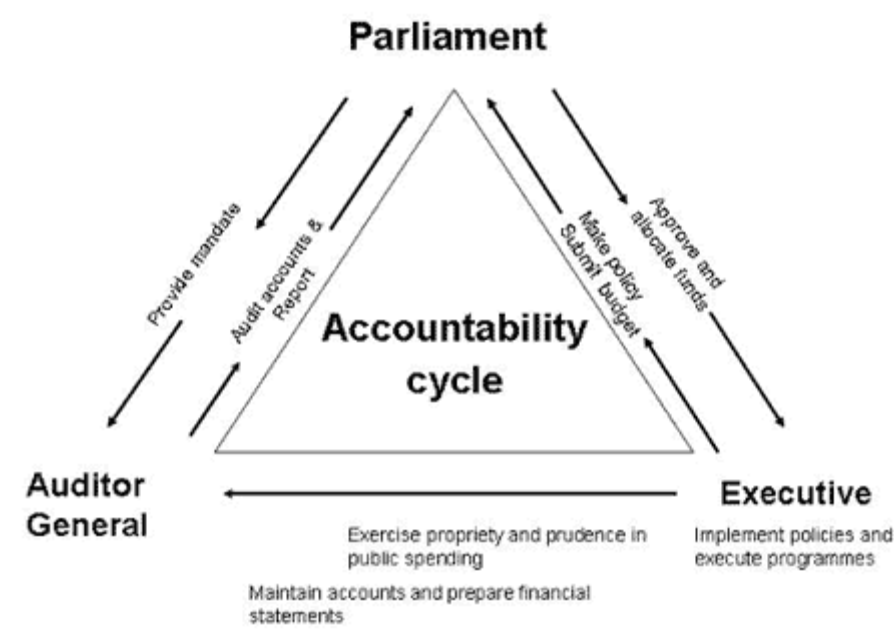 Parliament
Provide mandate
Audit accounts &
Report
Make policy
Submit budget
Approve and
allocate funds
Accountability
cycle
Auditor
General
Executive
Exercise propriety and prudence in
public spending
Implement policies and
execute programmes
Maintain accounts and prepare financial
statements